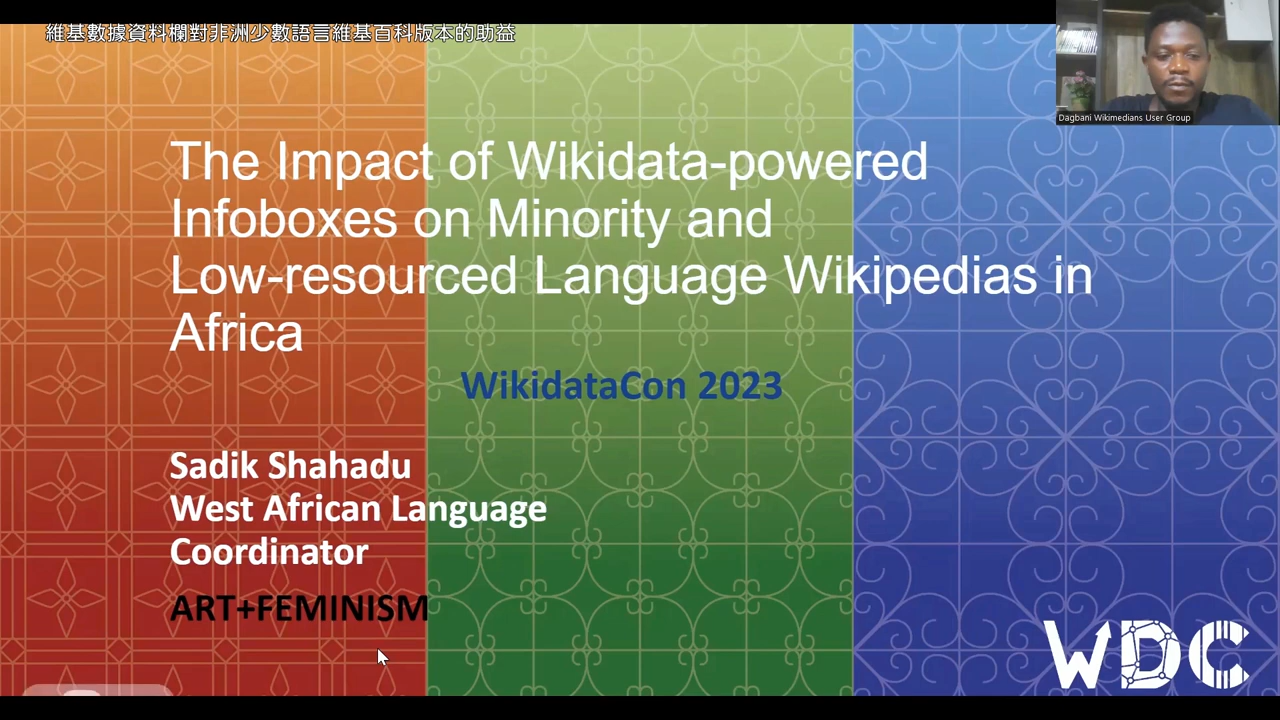 維基數據資料欄對非洲少數語言維基百科版本的助益
Dagbani Wikimedians User Group
The Impact of Wikidata-powered
Infoboxes on Minority and
Low-resourced Language Wikipedias in
Africa
WikidataCon 2023
Sadik Shahadu
West African Language
Coordinator
ART+FEMINISM
WDC